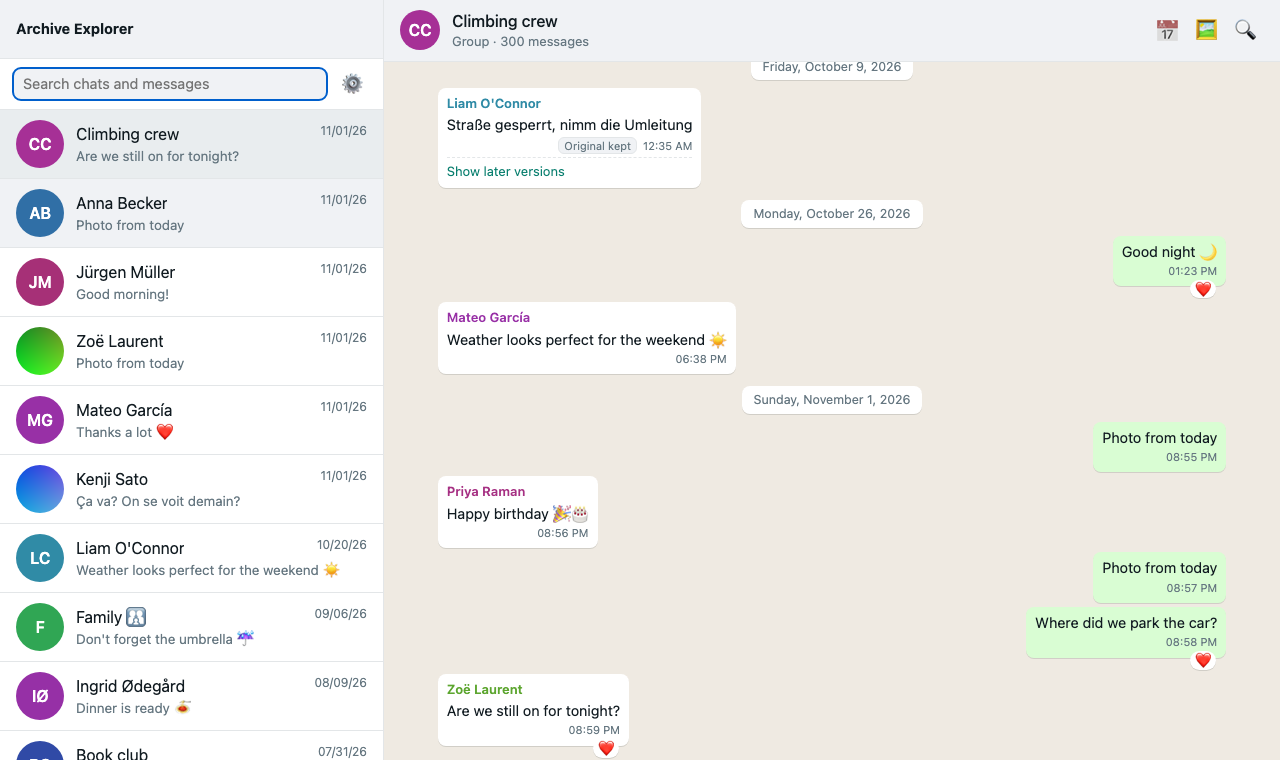 Archive Explorer
Search chats and messages
CC
Climbing crew
11/01/26
Are we still on for tonight?
AB
Anna Becker
11/01/26
Photo from today
JM
Jürgen Müller
11/01/26
Good morning!
Zoë Laurent
11/01/26
Photo from today
MG
Mateo García
11/01/26
Thanks a lot ❤️
Kenji Sato
11/01/26
Ça va? On se voit demain?
LC
Liam O'Connor
10/20/26
Weather looks perfect for the weekend ☀️
F
Family
09/06/26
Don't forget the umbrella ☔
IØ
Ingrid Ødegård
08/09/26
Dinner is ready 🍝
Book club
07/31/26
CC
Climbing crew
Group · 300 messages
17
Friday, October 9, 2026
Liam O'Connor
Straße gesperrt, nimm die Umleitung
Original kept 12:35 AM
Show later versions
Monday, October 26, 2026
Good night 🌙
01:23 PM
Mateo García
Weather looks perfect for the weekend ☀️
06:38 PM
Sunday, November 1, 2026
Photo from today
08:55 PM
Priya Raman
Happy birthday 🎉🎂
08:56 PM
Photo from today
08:57 PM
Where did we park the car?
08:58 PM
Zoë Laurent
Are we still on for tonight?
08:59 PM